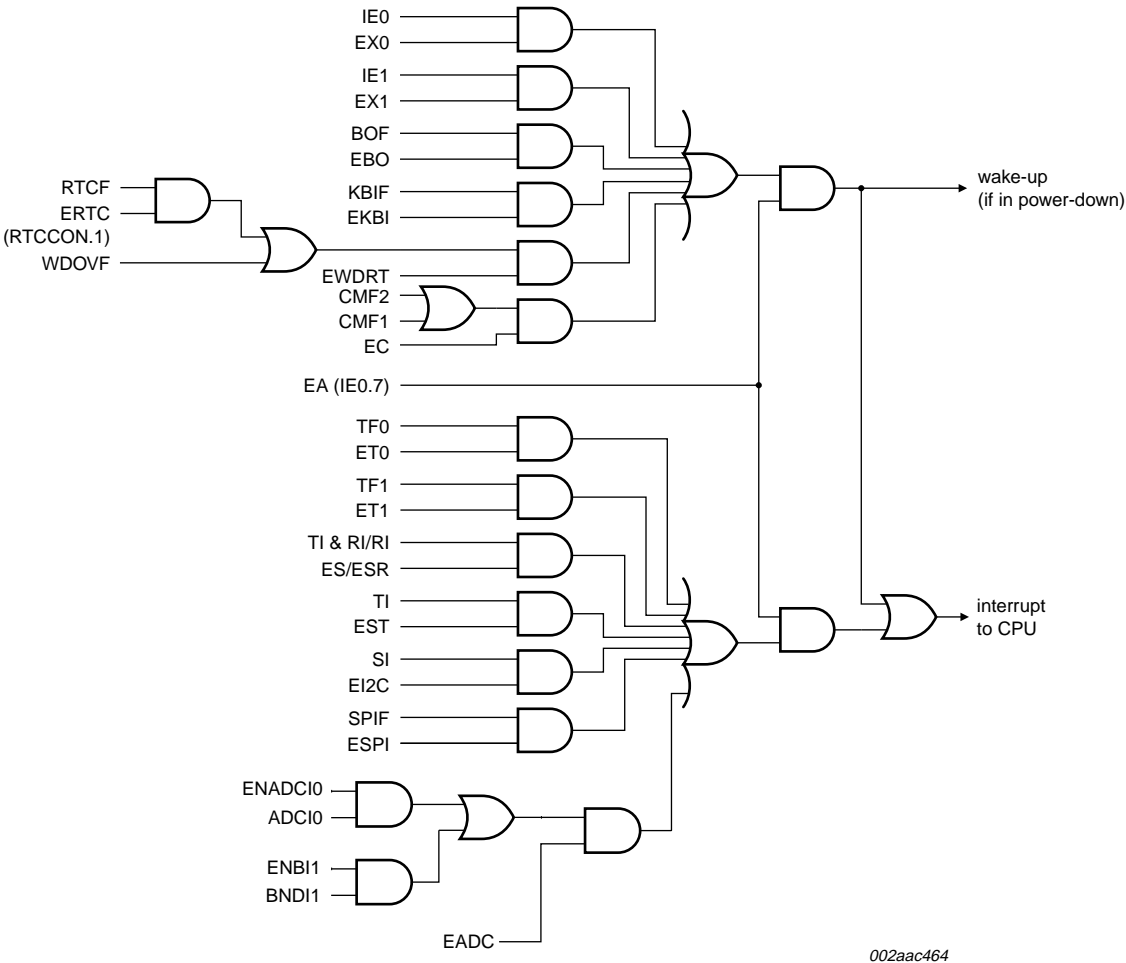 IE0
EX0
IE1
EX1
BOF
EBO
KBIF
EKBI
RTCF
ERTC
(RTCCON.1)
WDOVF
EWDRT
CMF2
CMF1
EC
EA (IE0.7)
wake-up
(if in power-down)
TF0
ET0
TF1
ET1
TI & RI/RI
ES/ESR
TI
EST
SI
EI2C
SPIF
ESPI
interrupt
to CPU
ENADCI0
ADCI0
ENBI1
BNDI1
EADC
002aac464